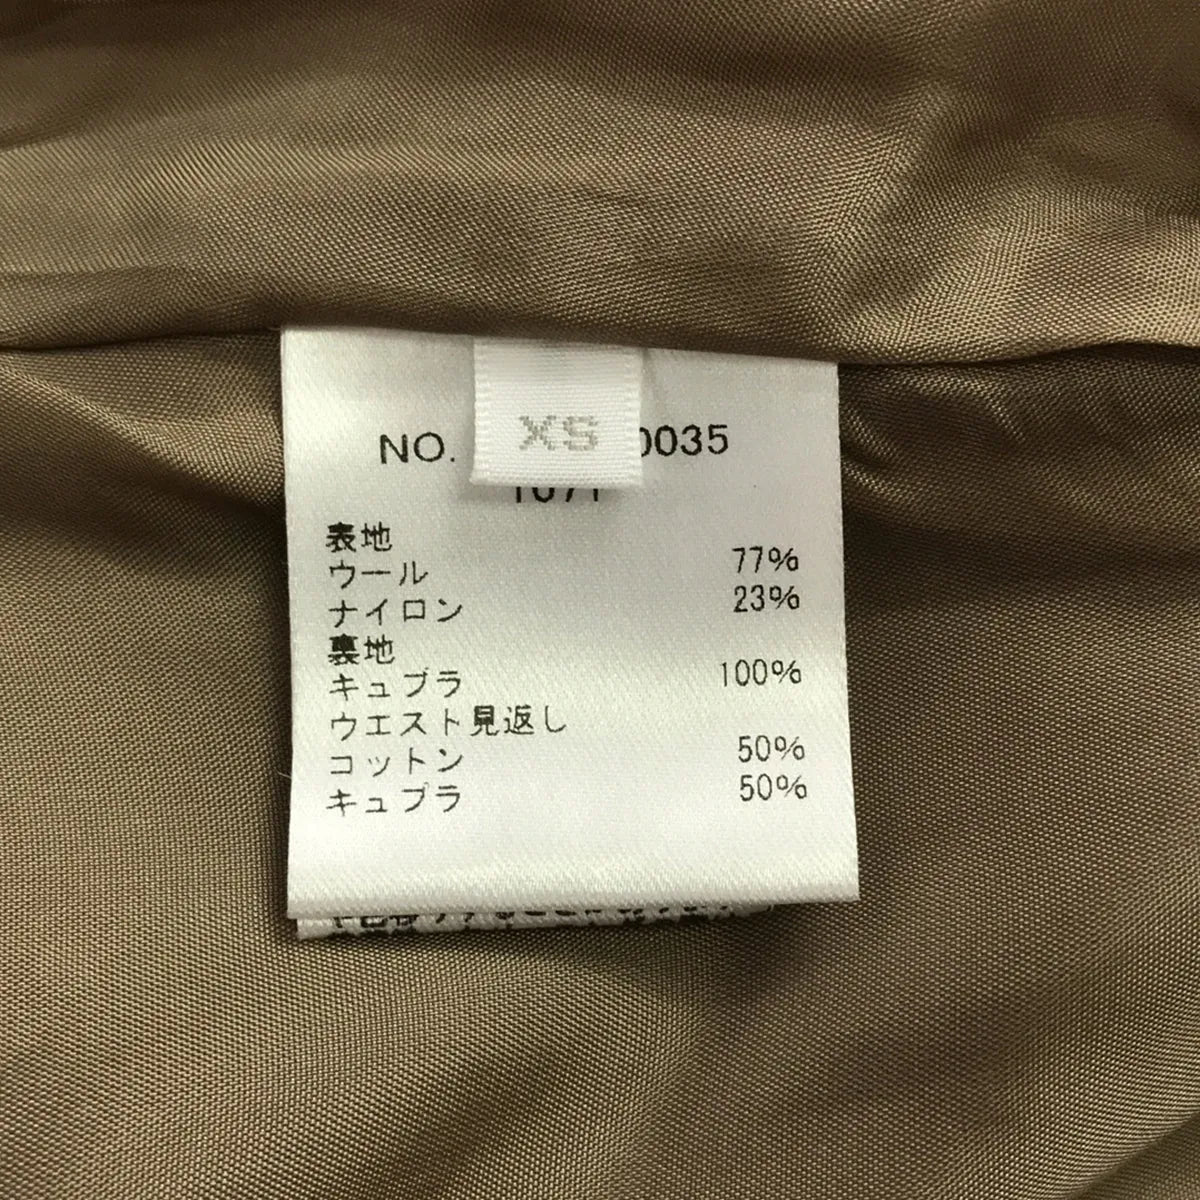 XS
NO. 0035
1071
表地
ウール 77%
ナイロン 23%
裏地
キュプラ 100%
ウエスト見返し
コットン 50%
キュプラ 50%